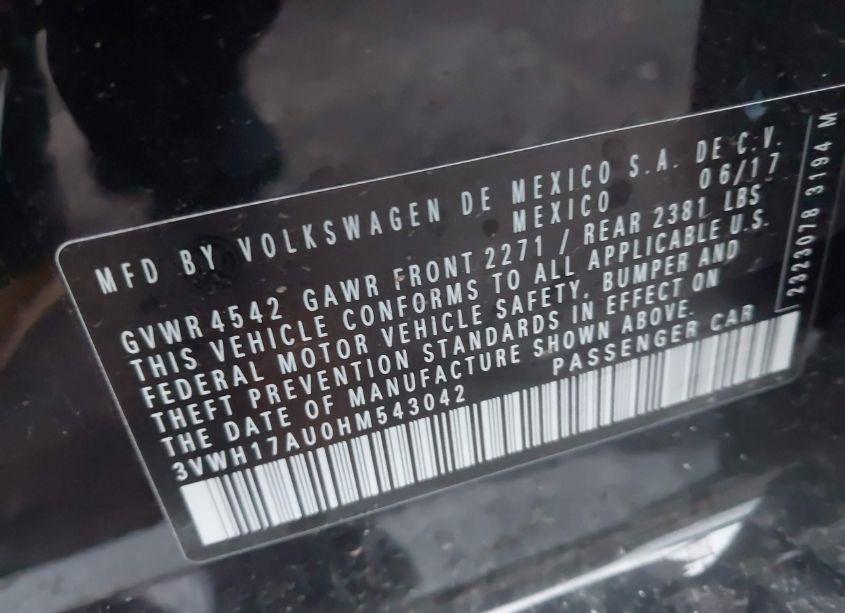 MFD BY VOLKSWAGEN DE MEXICO S.A. DE C.V.
MEXICO 06/17
GVWR 4542 GAWR FRONT 2271 / REAR 2381 LBS
THIS VEHICLE CONFORMS TO ALL APPLICABLE U.S.
FEDERAL MOTOR VEHICLE SAFETY, BUMPER AND
THEFT PREVENTION STANDARDS IN EFFECT ON
THE DATE OF MANUFACTURE SHOWN ABOVE.
3VWH17AU0HM543042 PASSENGER CAR
2323078 3194 M